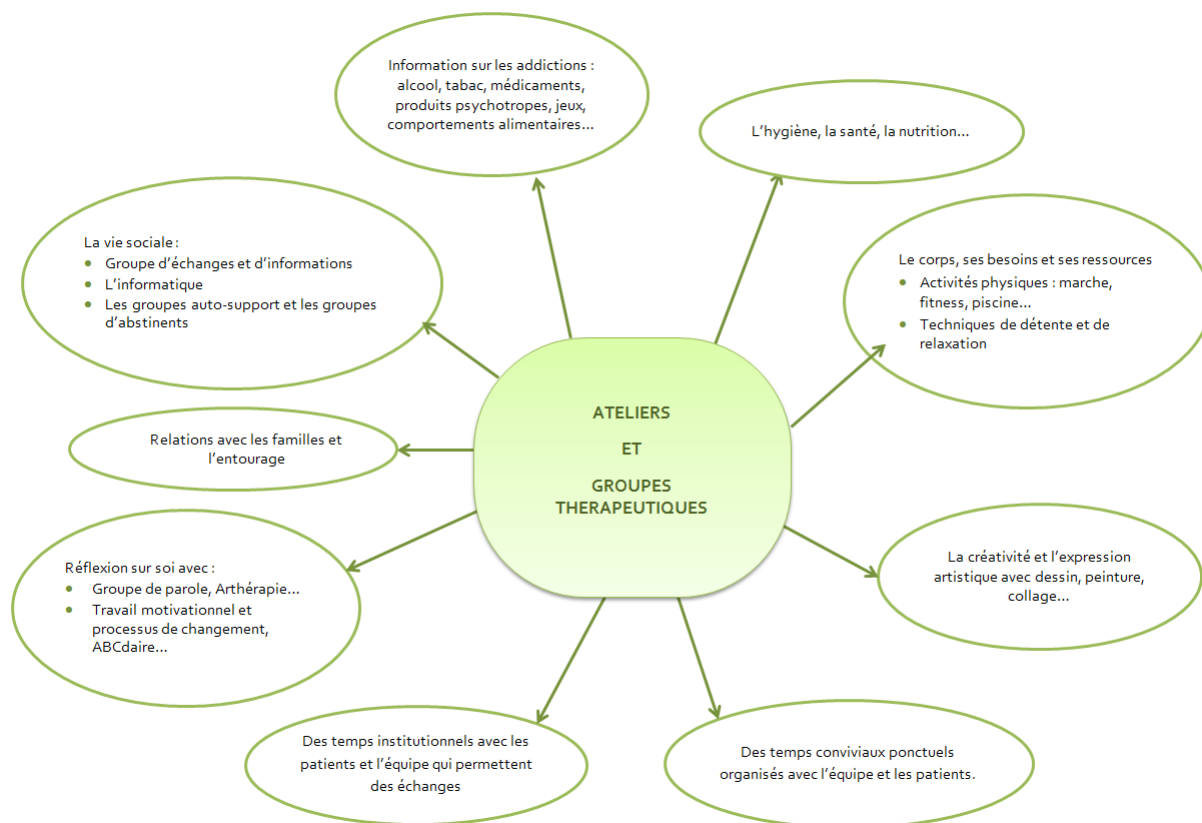 Information sur les addictions :
alcool, tabac, médicaments,
produits psychotropes, jeux,
comportements alimentaires...
L'hygiène, la santé, la nutrition...
La vie sociale :
• Groupe d'échanges et d'informations
• L'informatique
• Les groupes auto-support et les groupes
d'abstinents
Le corps, ses besoins et ses ressources
• Activités physiques : marche,
fitness, piscine...
• Techniques de détente et de
relaxation
ATELIERS
ET
GROUPES
THERAPEUTIQUES
Relations avec les familles et
l'entourage
Réflexion sur soi avec :
• Groupe de parole, Arthérapie...
• Travail motivationnel et
processus de changement,
ABCdaire...
La créativité et l'expression
artistique avec dessin, peinture,
collage...
Des temps institutionnels avec les
patients et l'équipe qui permettent
des échanges
Des temps conviviaux ponctuels
organisés avec l'équipe et les patients.